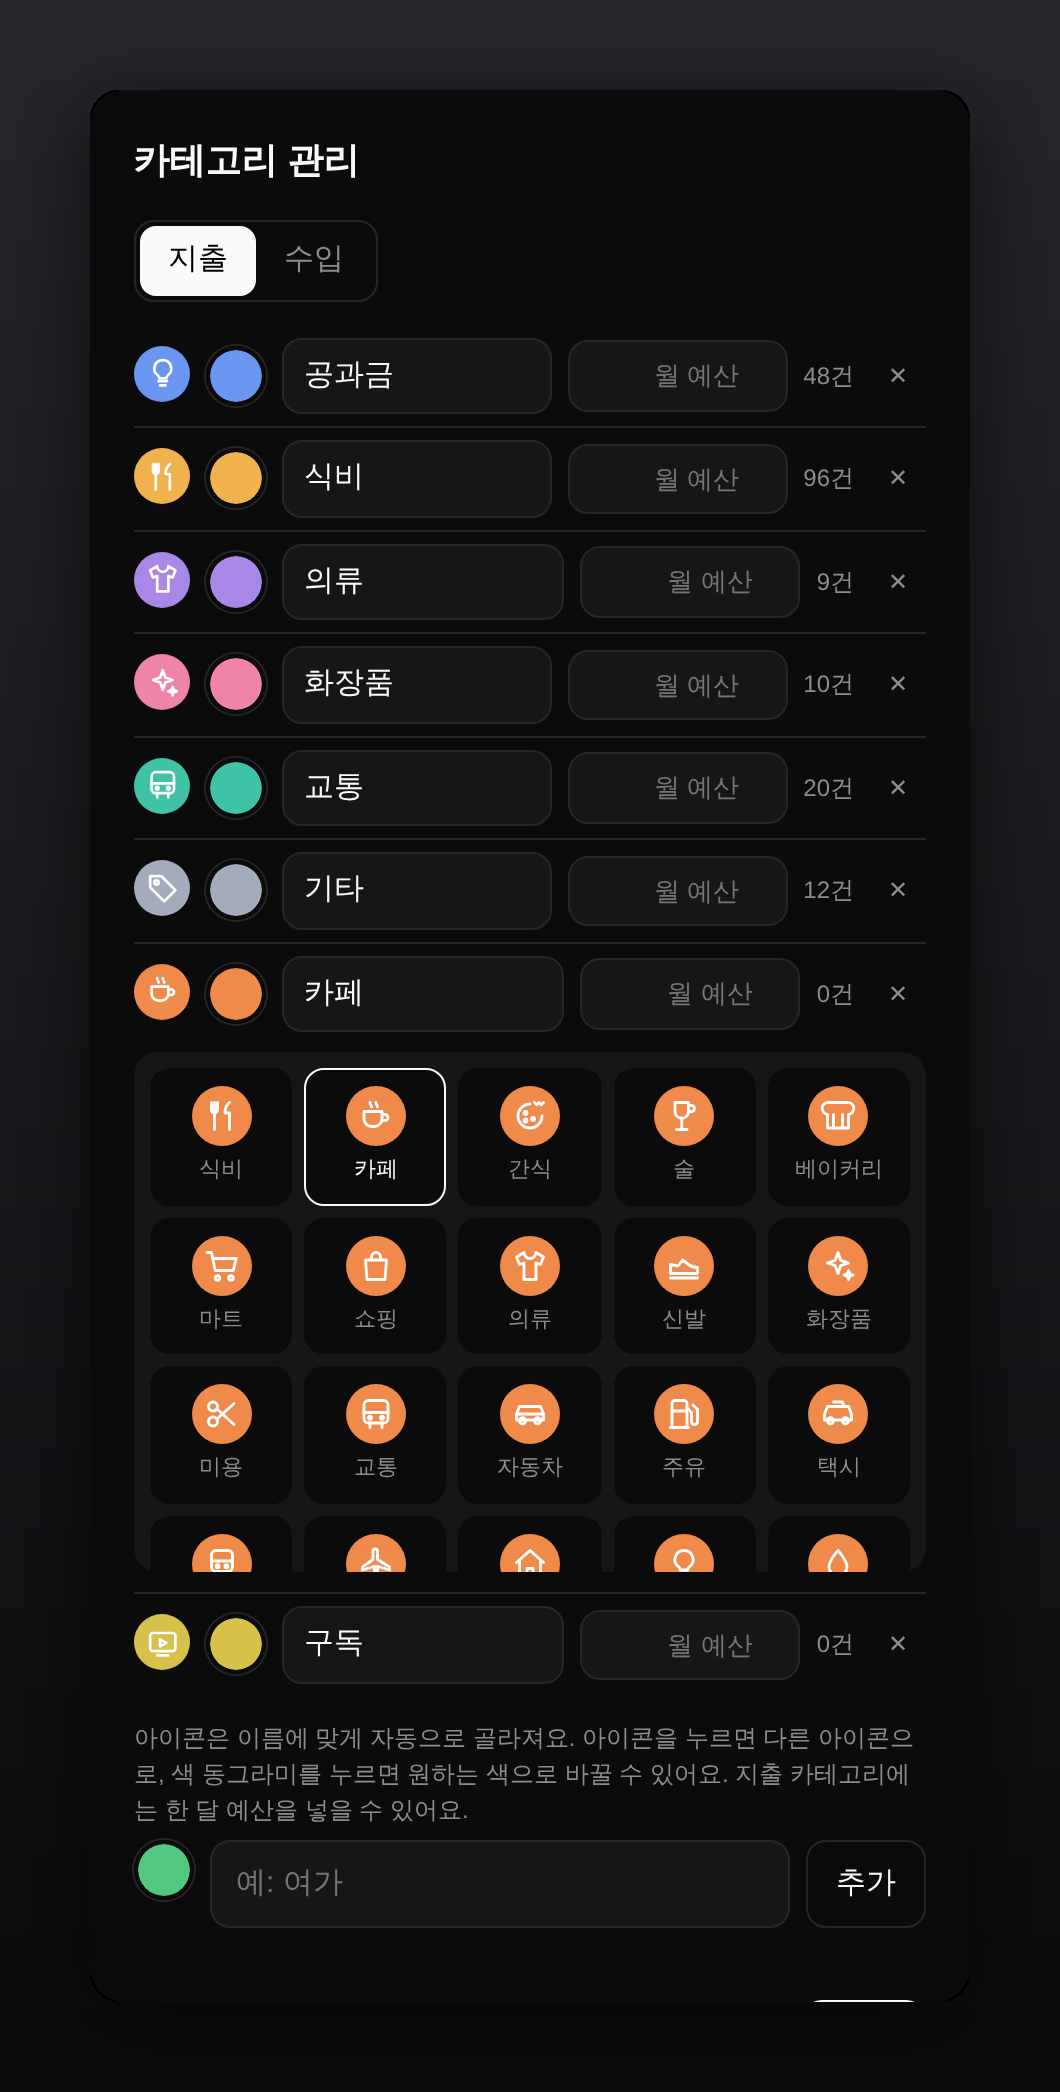 카테고리 관리
지출 수입
공과금 월 예산 48건 ✕
식비 월 예산 96건 ✕
의류 월 예산 9건 ✕
화장품 월 예산 10건 ✕
교통 월 예산 20건 ✕
기타 월 예산 12건 ✕
카페 월 예산 0건 ✕
식비 카페 간식 술 베이커리
마트 쇼핑 의류 신발 화장품
미용 교통 자동차 주유 택시
구독 월 예산 0건 ✕
아이콘은 이름에 맞게 자동으로 골라져요. 아이콘을 누르면 다른 아이콘으
로, 색 동그라미를 누르면 원하는 색으로 바꿀 수 있어요. 지출 카테고리에
는 한 달 예산을 넣을 수 있어요.
예: 여가 추가